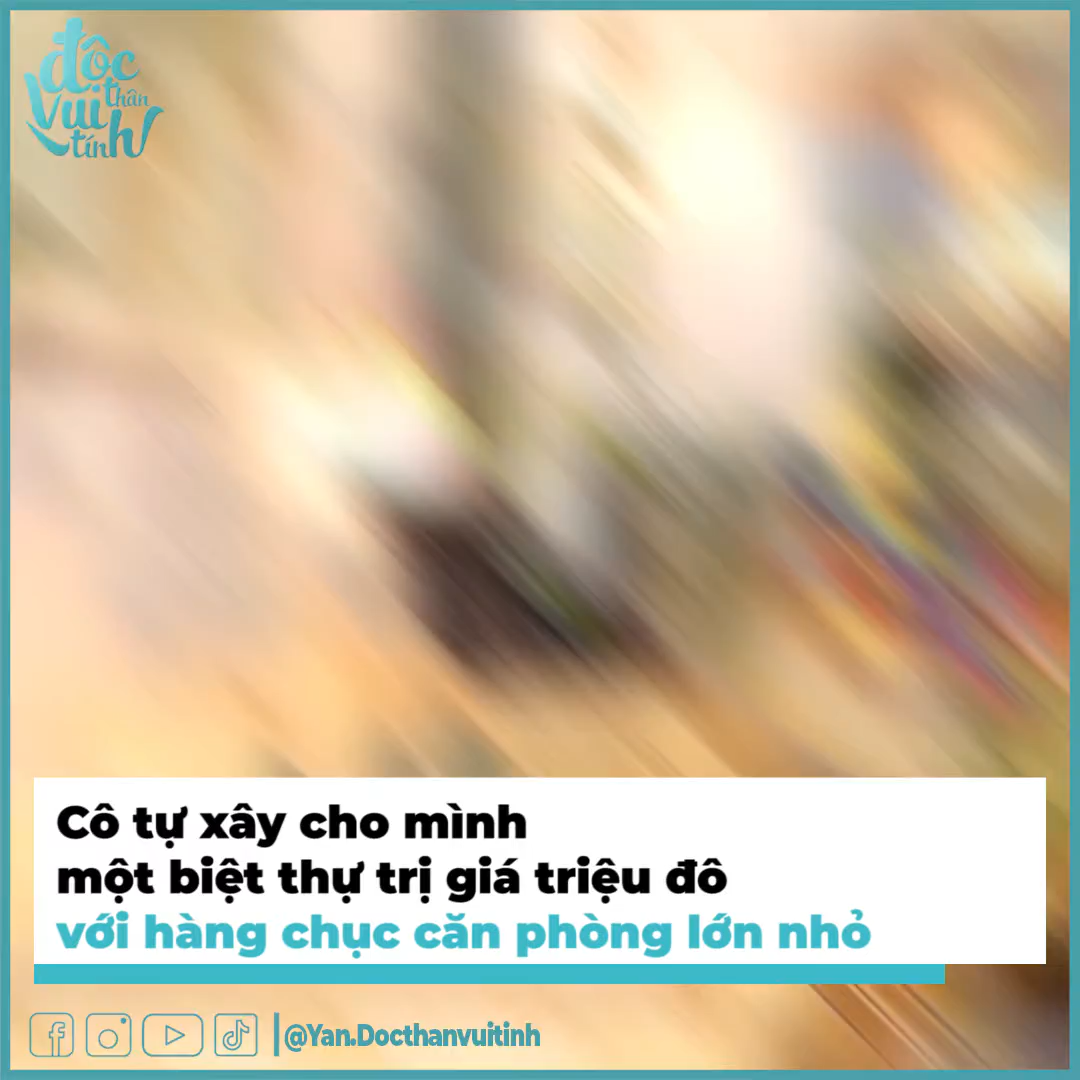 độc
thân
vui
tính
Cô tự xây cho mình
một biệt thự trị giá triệu đô
với hàng chục căn phòng lớn nhỏ
@Yan.Docthanvuitinh